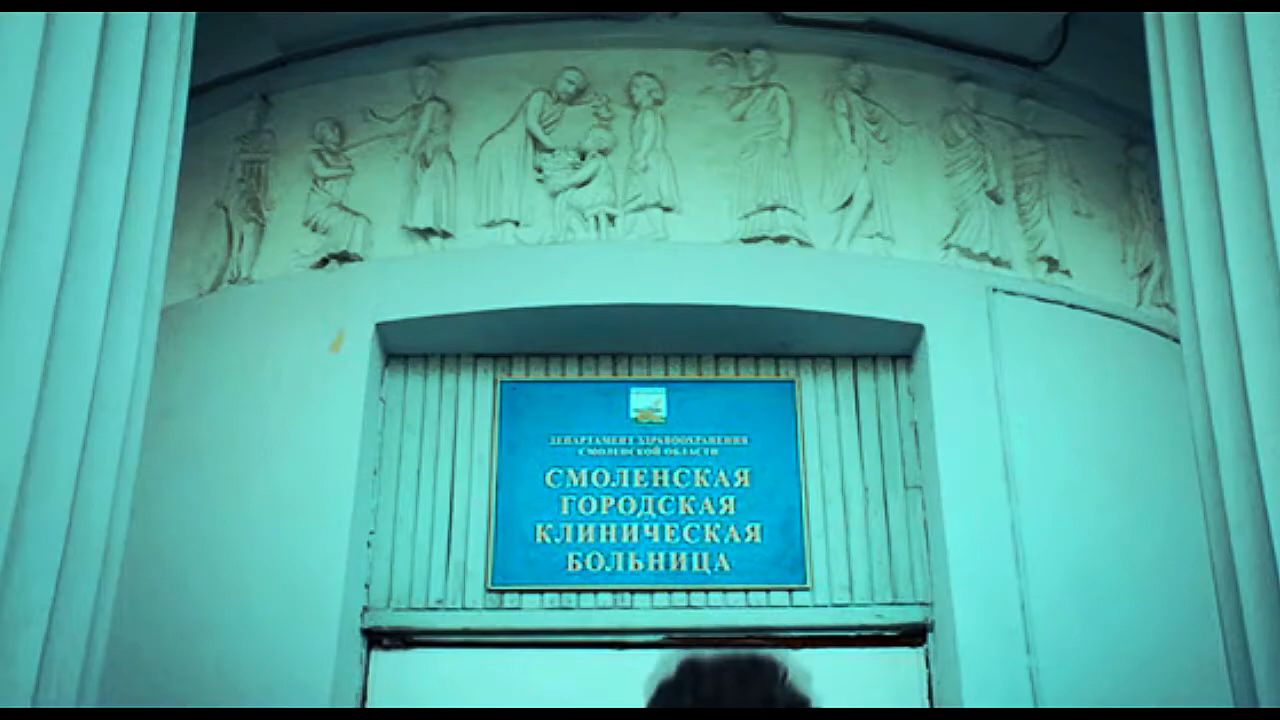 ДЕПАРТАМЕНТ ЗДРАВООХРАНЕНИЯ
СМОЛЕНСКОЙ ОБЛАСТИ
СМОЛЕНСКАЯ
ГОРОДСКАЯ
КЛИНИЧЕСКАЯ
БОЛЬНИЦА